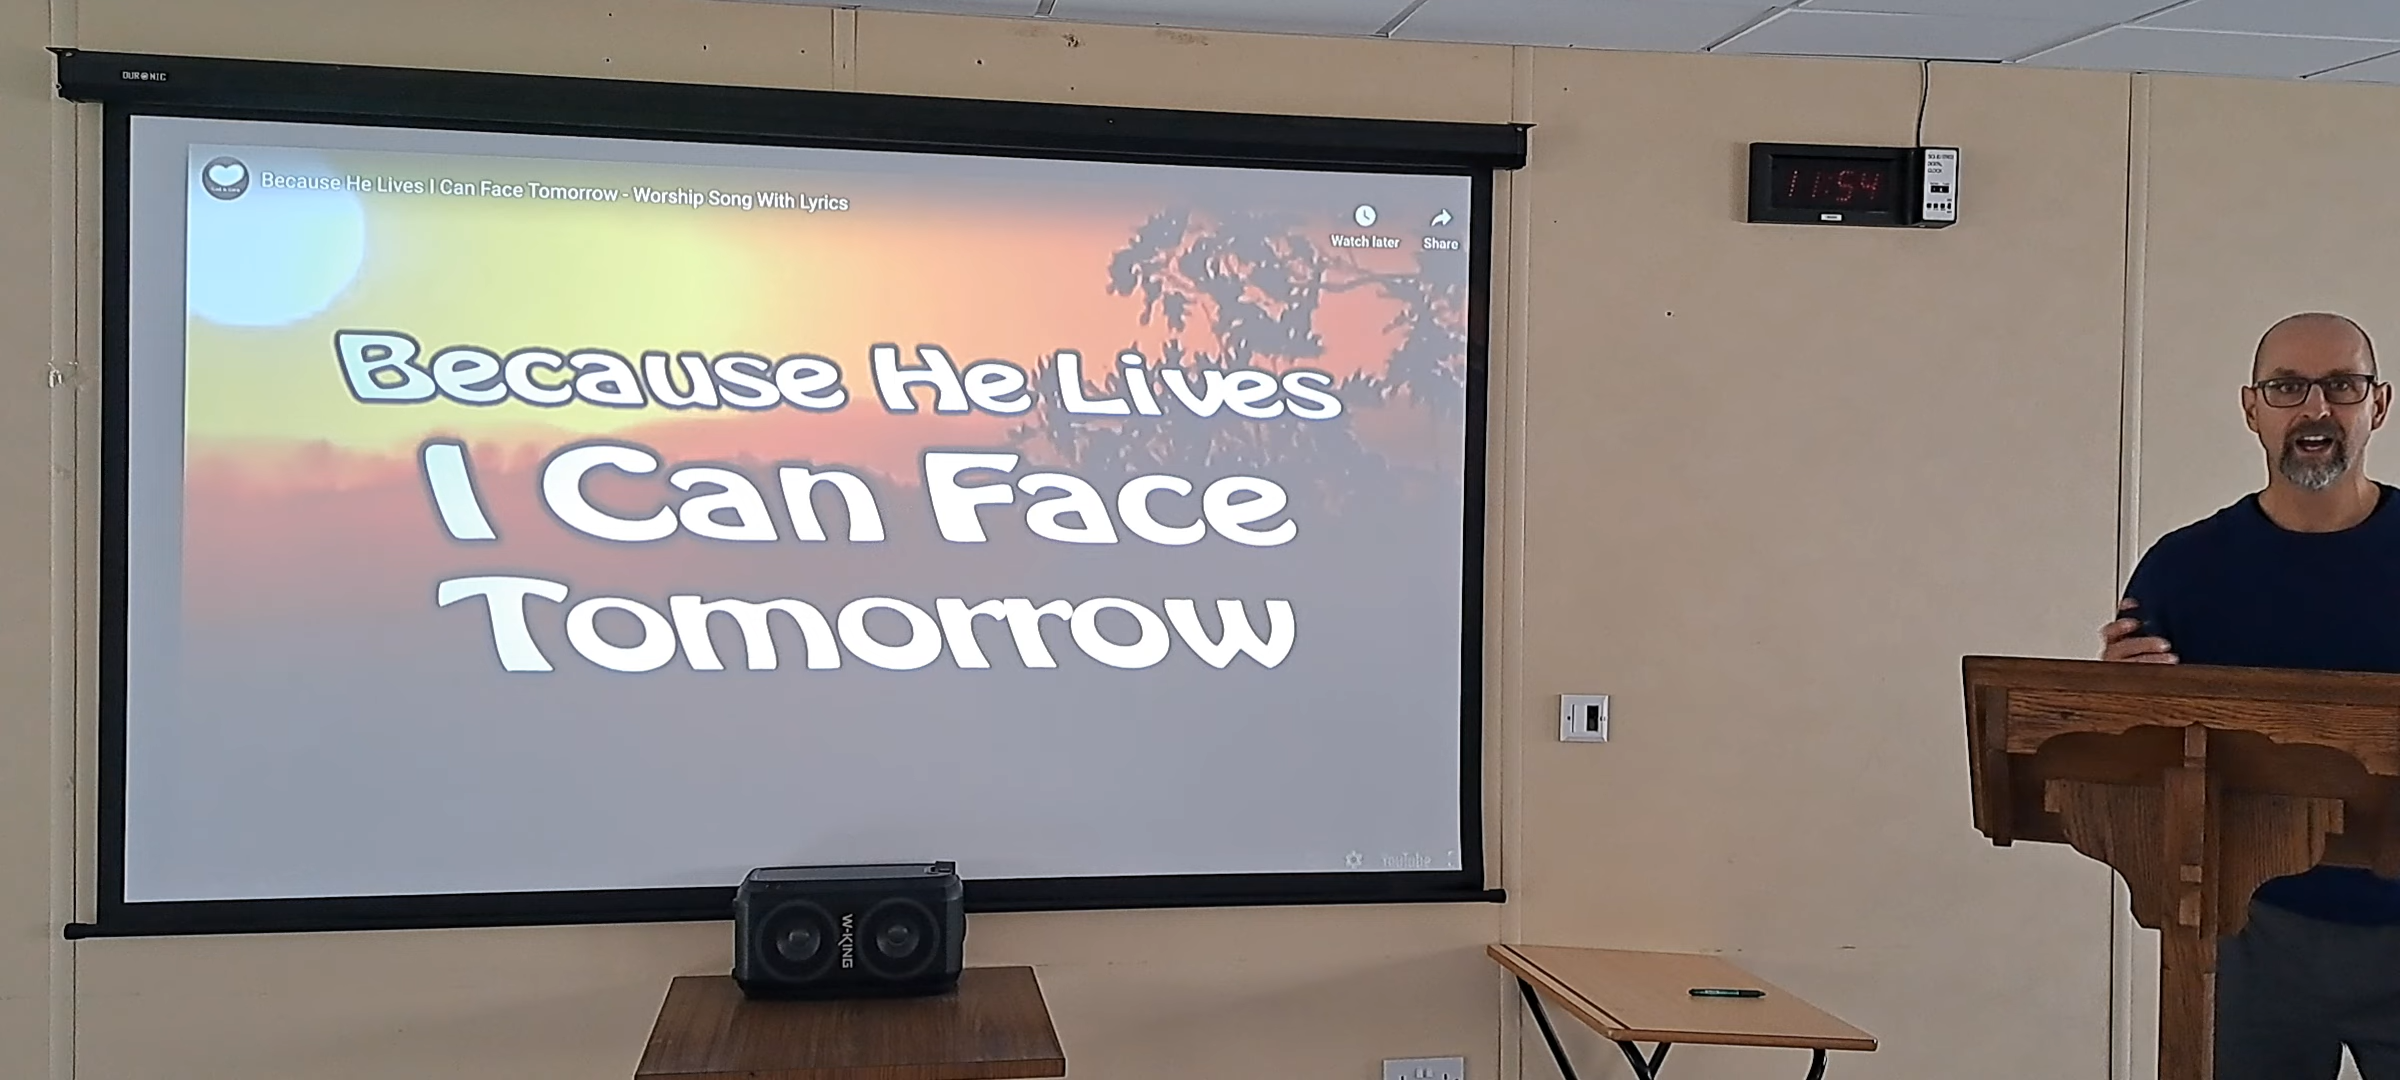 DURONIC
Because He Lives I Can Face Tomorrow - Worship Song With Lyrics
Watch later
Share
11:54
Because He Lives
I Can Face
Tomorrow
YouTube
W-KING